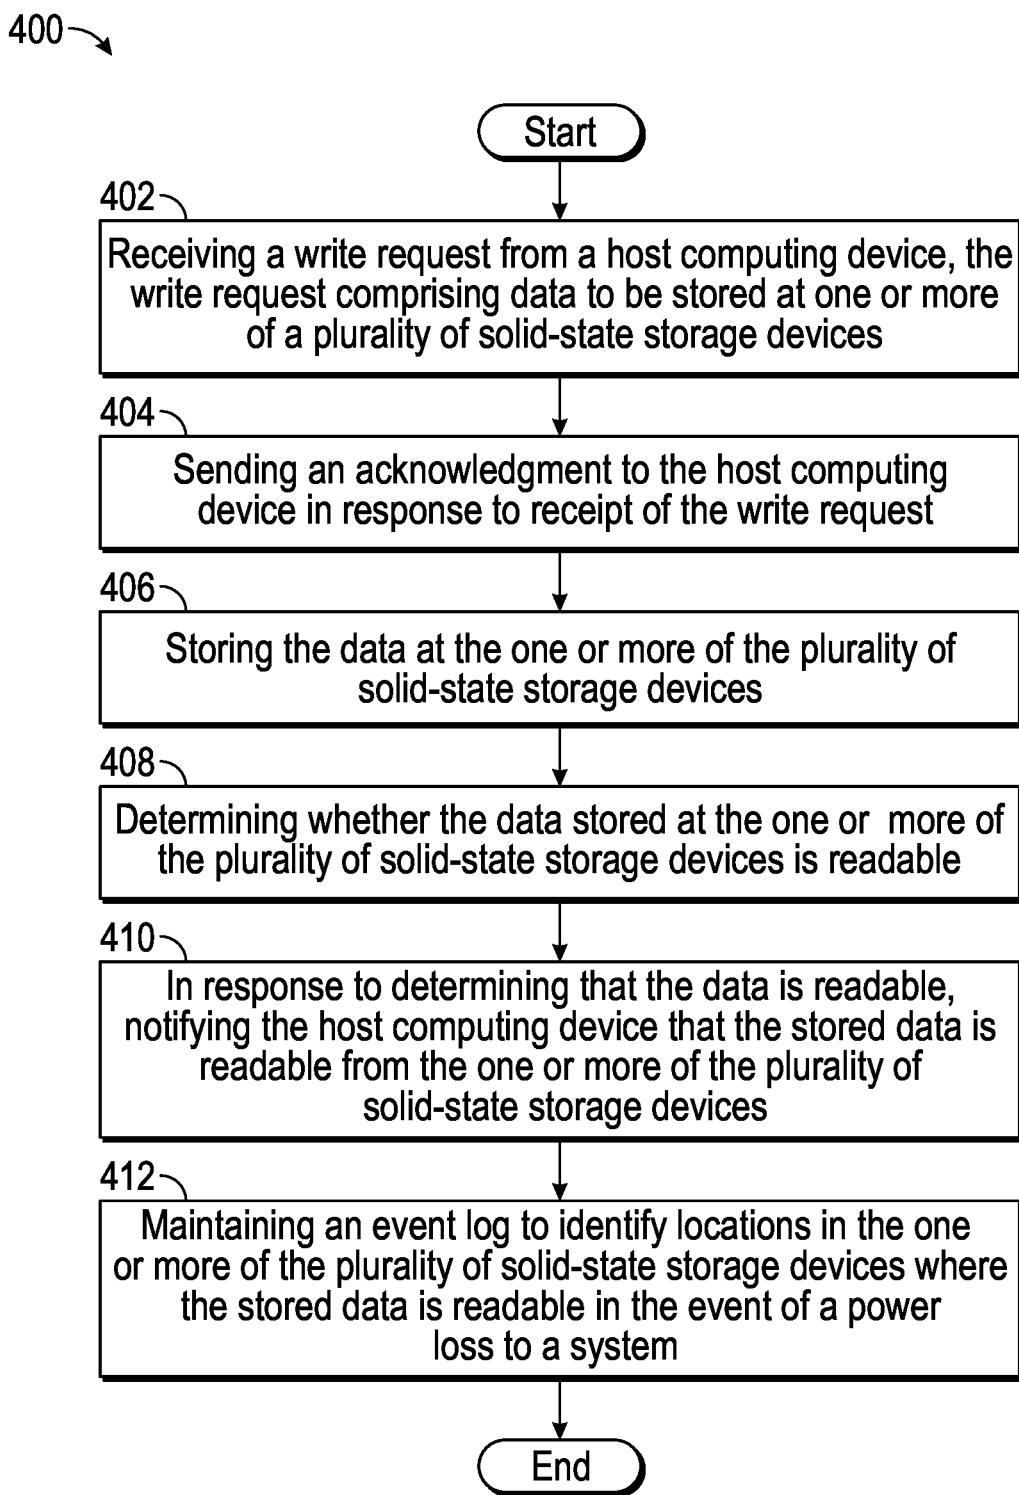 400
Start
402
Receiving a write request from a host computing device, the
write request comprising data to be stored at one or more
of a plurality of solid-state storage devices
404
Sending an acknowledgment to the host computing
device in response to receipt of the write request
406
Storing the data at the one or more of the plurality of
solid-state storage devices
408
Determining whether the data stored at the one or more of
the plurality of solid-state storage devices is readable
410
In response to determining that the data is readable,
notifying the host computing device that the stored data is
readable from the one or more of the plurality of
solid-state storage devices
412
Maintaining an event log to identify locations in the one
or more of the plurality of solid-state storage devices where
the stored data is readable in the event of a power
loss to a system
End